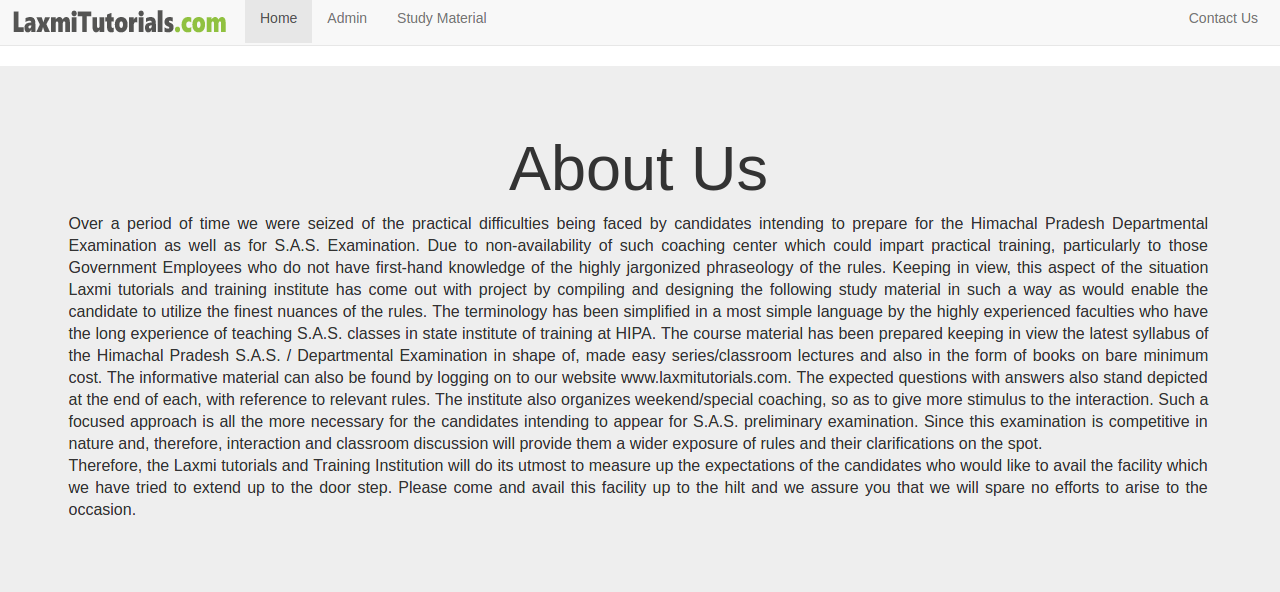 LaxmiTutorials.com Home Admin Study Material Contact Us
About Us
Over a period of time we were seized of the practical difficulties being faced by candidates intending to prepare for the Himachal Pradesh Departmental
Examination as well as for S.A.S. Examination. Due to non-availability of such coaching center which could impart practical training, particularly to those
Government Employees who do not have first-hand knowledge of the highly jargonized phraseology of the rules. Keeping in view, this aspect of the situation
Laxmi tutorials and training institute has come out with project by compiling and designing the following study material in such a way as would enable the
candidate to utilize the finest nuances of the rules. The terminology has been simplified in a most simple language by the highly experienced faculties who have
the long experience of teaching S.A.S. classes in state institute of training at HIPA. The course material has been prepared keeping in view the latest syllabus of
the Himachal Pradesh S.A.S. / Departmental Examination in shape of, made easy series/classroom lectures and also in the form of books on bare minimum
cost. The informative material can also be found by logging on to our website www.laxmitutorials.com. The expected questions with answers also stand depicted
at the end of each, with reference to relevant rules. The institute also organizes weekend/special coaching, so as to give more stimulus to the interaction. Such a
focused approach is all the more necessary for the candidates intending to appear for S.A.S. preliminary examination. Since this examination is competitive in
nature and, therefore, interaction and classroom discussion will provide them a wider exposure of rules and their clarifications on the spot.
Therefore, the Laxmi tutorials and Training Institution will do its utmost to measure up the expectations of the candidates who would like to avail the facility which
we have tried to extend up to the door step. Please come and avail this facility up to the hilt and we assure you that we will spare no efforts to arise to the
occasion.